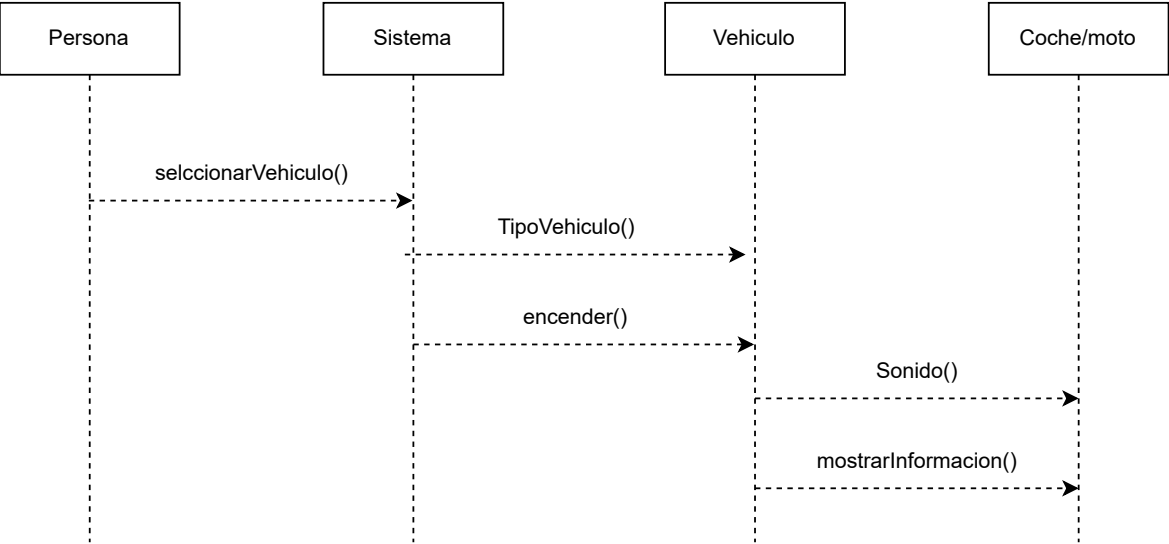 Persona
Sistema
Vehiculo
Coche/moto
selccionarVehiculo()
TipoVehiculo()
encender()
Sonido()
mostrarInformacion()